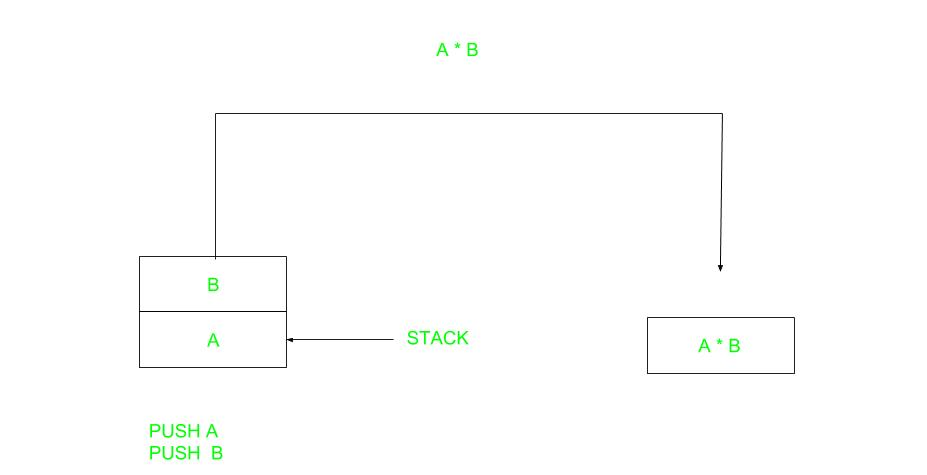 A * B
B
A
STACK
A * B
PUSH A
PUSH  B